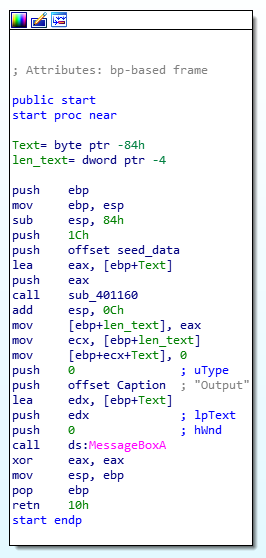 ; Attributes: bp-based frame
public start
start proc near
Text= byte ptr -84h
len_text= dword ptr -4
push ebp
mov ebp, esp
sub esp, 84h
push 1Ch
push offset seed_data
lea eax, [ebp+Text]
push eax
call sub_401160
add esp, 0Ch
mov [ebp+len_text], eax
mov ecx, [ebp+len_text]
mov [ebp+ecx+Text], 0
push 0 ; uType
push offset Caption ; "Output"
lea edx, [ebp+Text]
push edx ; lpText
push 0 ; hWnd
call ds:MessageBoxA
xor eax, eax
mov esp, ebp
pop ebp
retn 10h
start endp